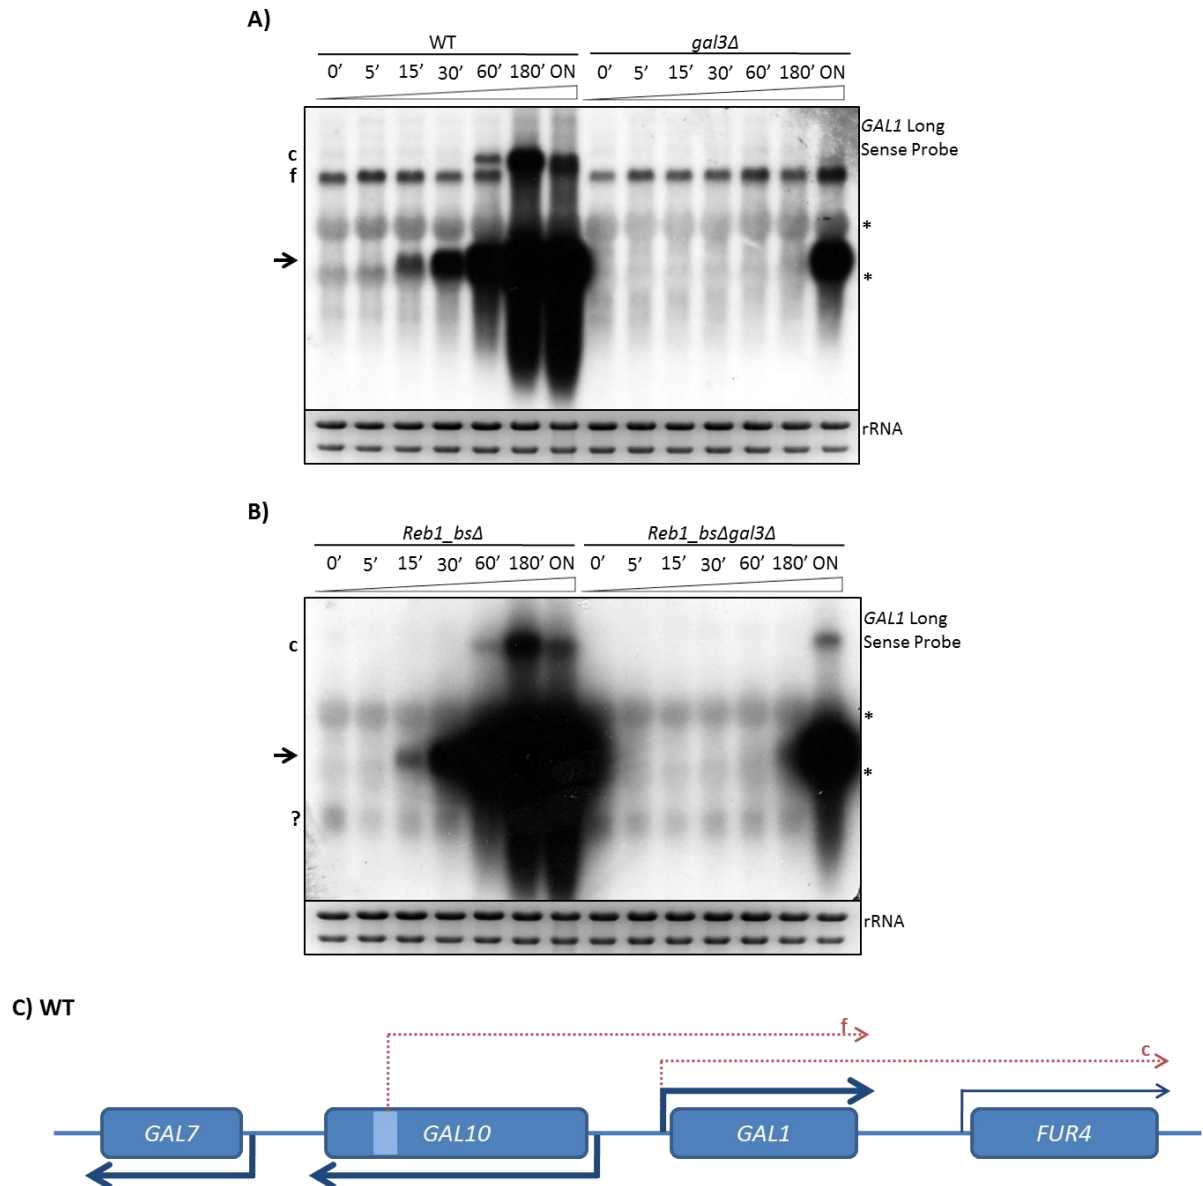 A)
WT gal3Δ
0’ 5’ 15’ 30’ 60’ 180’ ON 0’ 5’ 15’ 30’ 60’ 180’ ON
GAL1 Long
Sense Probe
c
f
*
*
rRNA
B)
Reb1_bsΔ Reb1_bsΔgal3Δ
0’ 5’ 15’ 30’ 60’ 180’ ON 0’ 5’ 15’ 30’ 60’ 180’ ON
GAL1 Long
Sense Probe
c
*
*
?
rRNA
C) WT
f
c
GAL7 GAL10 GAL1 FUR4